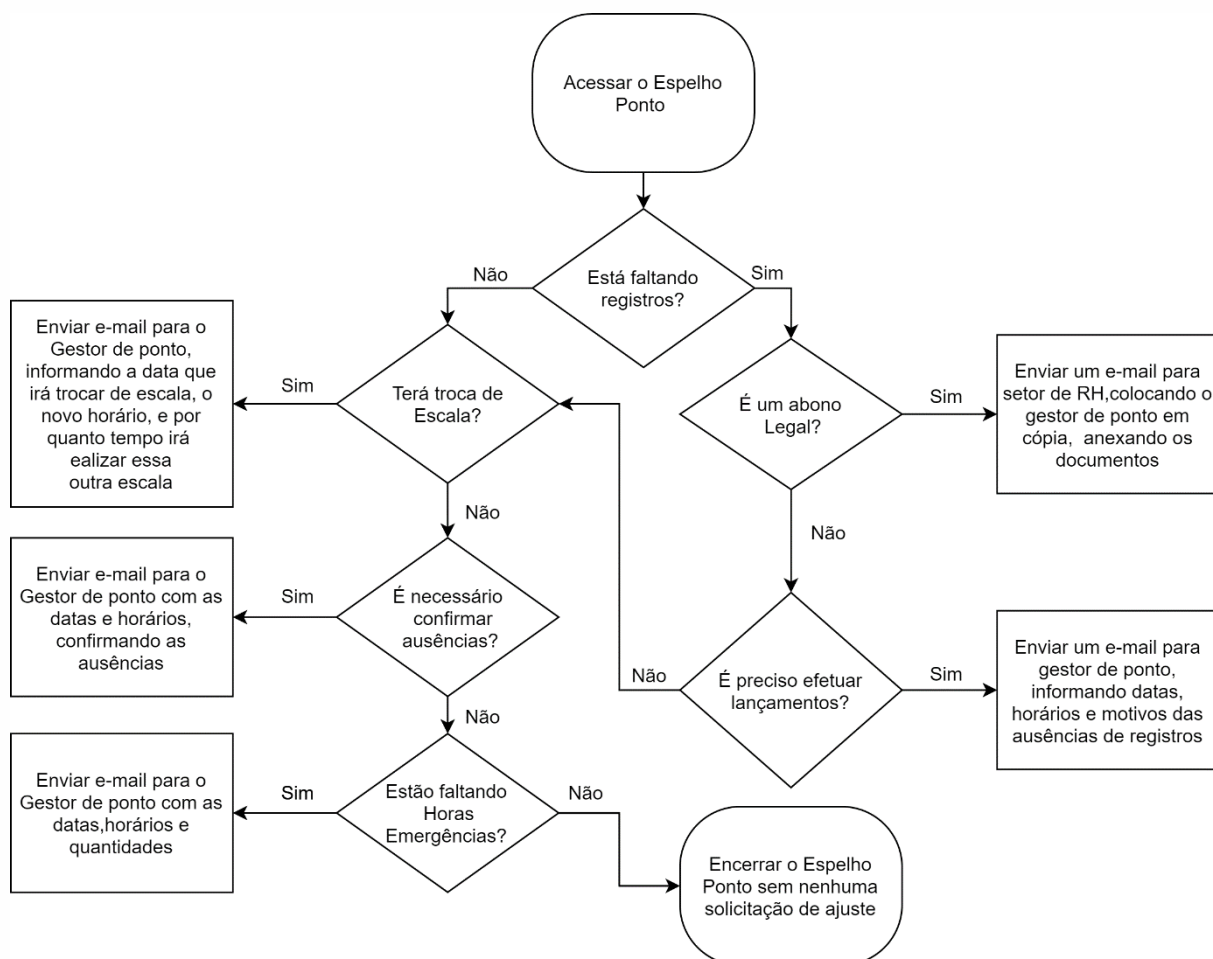 Acessar o Espelho
Ponto
Está faltando
registros?
Não
Sim
Enviar e-mail para o
Gestor de ponto,
informando a data que
irá trocar de escala, o
novo horário, e por
quanto tempo irá
ealizar essa
outra escala
Sim
Terá troca de
Escala?
É um abono
Legal?
Sim
Enviar um e-mail para
setor de RH,colocando o
gestor de ponto em
cópia, anexando os
documentos
Não
Não
Enviar e-mail para o
Gestor de ponto com as
datas e horários,
confirmando as
ausências
Sim
É necessário
confirmar
ausências?
Não
É preciso efetuar
lançamentos?
Sim
Enviar um e-mail para
gestor de ponto,
informando datas,
horários e motivos das
ausências de registros
Não
Enviar e-mail para o
Gestor de ponto com as
datas,horários e
quantidades
Sim
Estão faltando
Horas
Emergências?
Não
Encerrar o Espelho
Ponto sem nenhuma
solicitação de ajuste